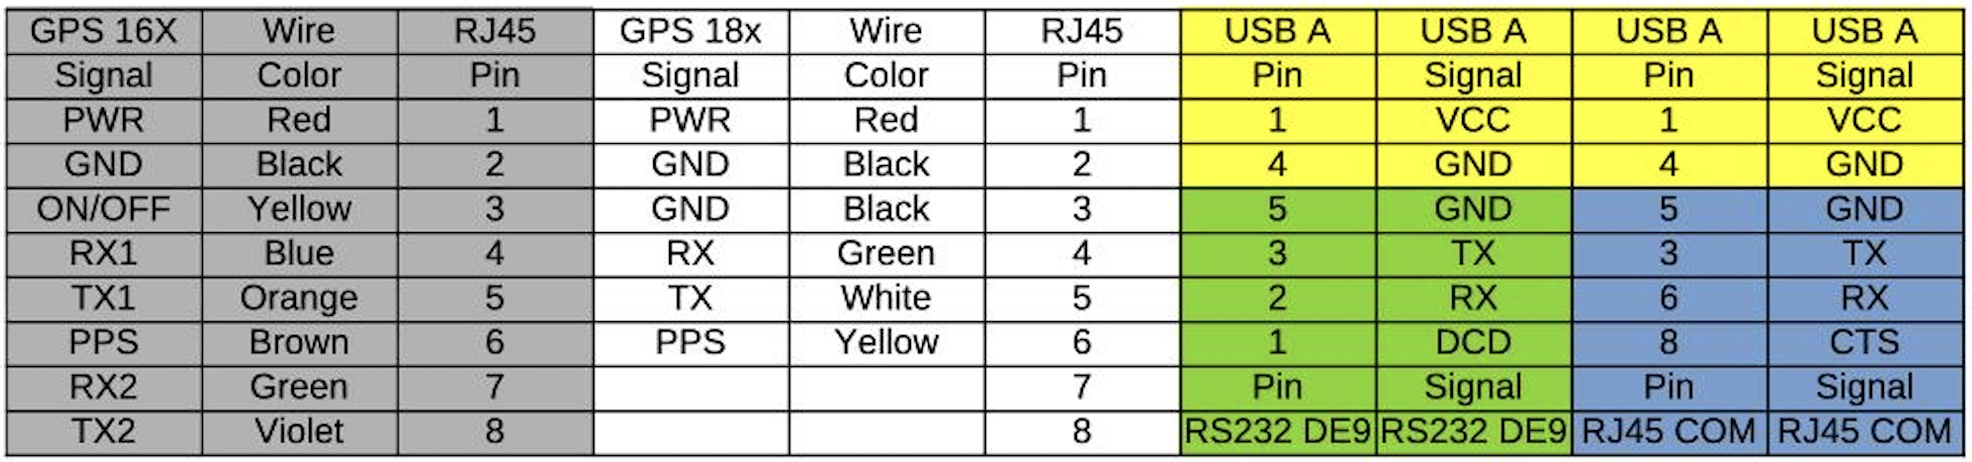 GPS 16X Wire RJ45 GPS 18x Wire RJ45 USB A USB A USB A USB A
Signal Color Pin Signal Color Pin Pin Signal Pin Signal
PWR Red 1 PWR Red 1 1 VCC 1 VCC
GND Black 2 GND Black 2 4 GND 4 GND
ON/OFF Yellow 3 GND Black 3 5 GND 5 GND
RX1 Blue 4 RX Green 4 3 TX 3 TX
TX1 Orange 5 TX White 5 2 RX 6 RX
PPS Brown 6 PPS Yellow 6 1 DCD 8 CTS
RX2 Green 7 7 Pin Signal Pin Signal
TX2 Violet 8 8 RS232 DE9 RS232 DE9 RJ45 COM RJ45 COM